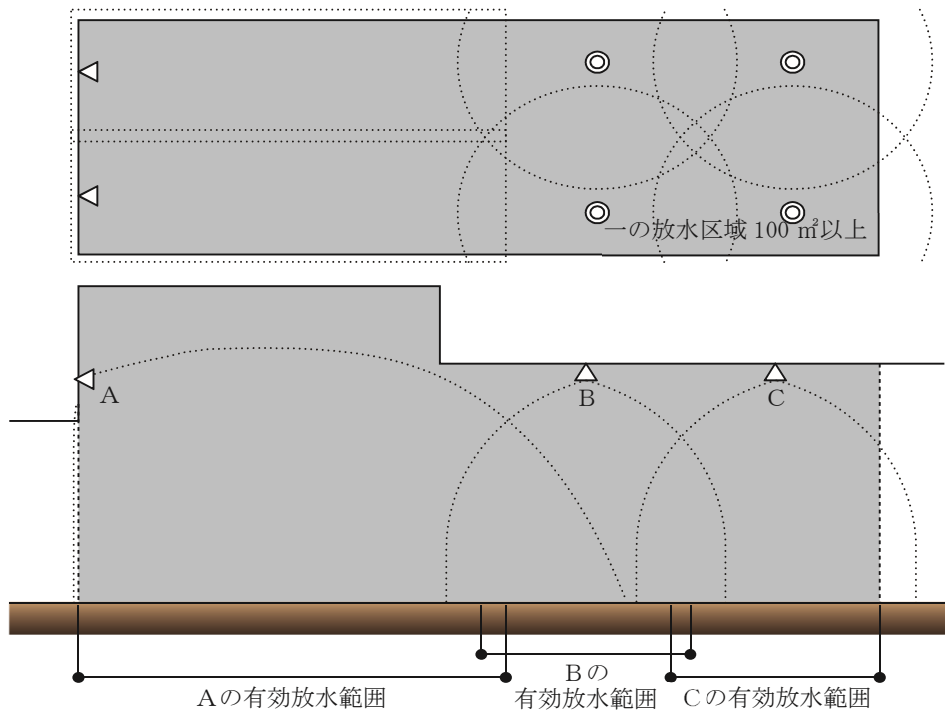 一の放水区域 100 ㎡以上
A
B
C
Aの有効放水範囲
Bの
有効放水範囲
Cの有効放水範囲